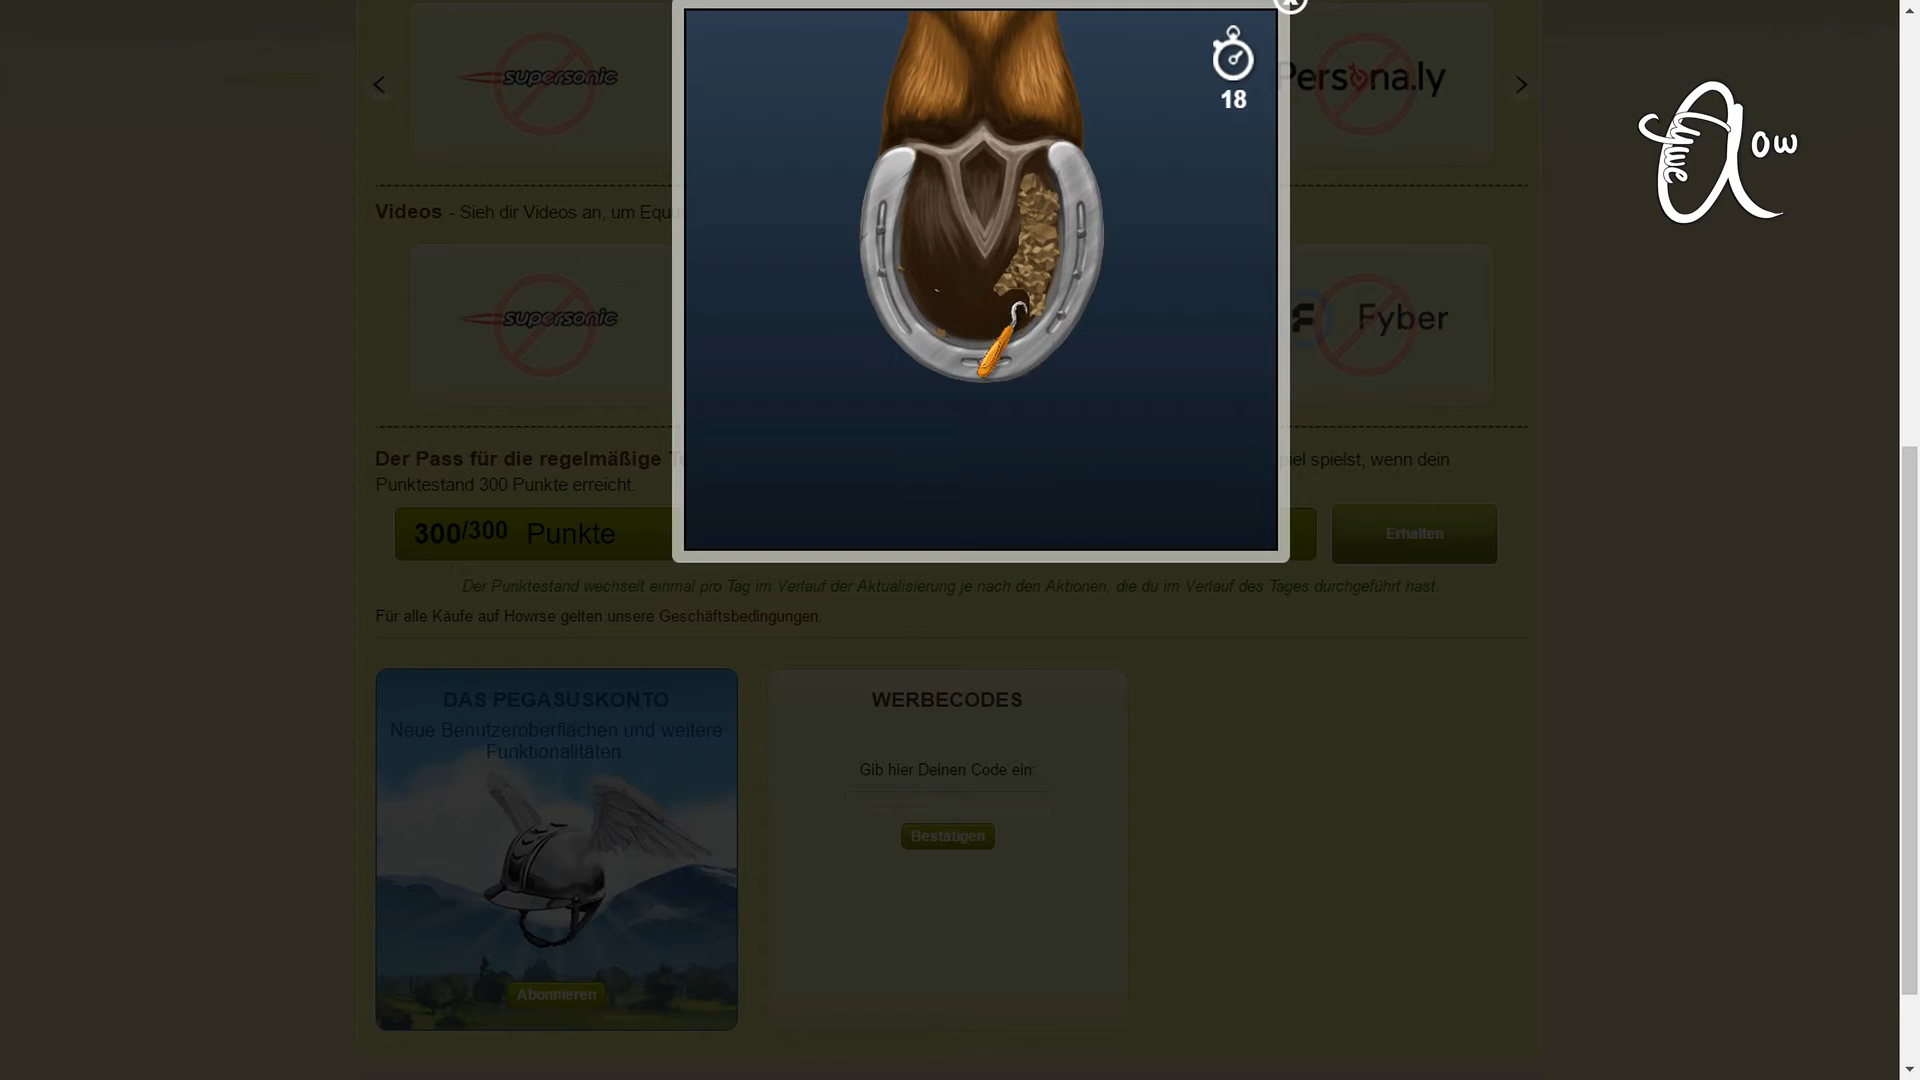 supersonic
Persona.ly
18
Videos - Sieh dir Videos an, um Equ
supersonic
Fyber
Der Pass für die regelmäßige
iel spielst, wenn dein
Punktestand 300 Punkte erreicht.
300/300 Punkte
Erhalten
Der Punktestand wechselt einmal pro Tag im Verlauf der Aktualisierung je nach den Aktionen, die du im Verlauf des Tages durchgeführt hast.
Für alle Käufe auf Howrse gelten unsere Geschäftsbedingungen.
DAS PEGASUSKONTO
Neue Benutzeroberflächen und weitere
Funktionalitäten
Abonnieren
WERBECODES
Gib hier Deinen Code ein:
Bestätigen
ow